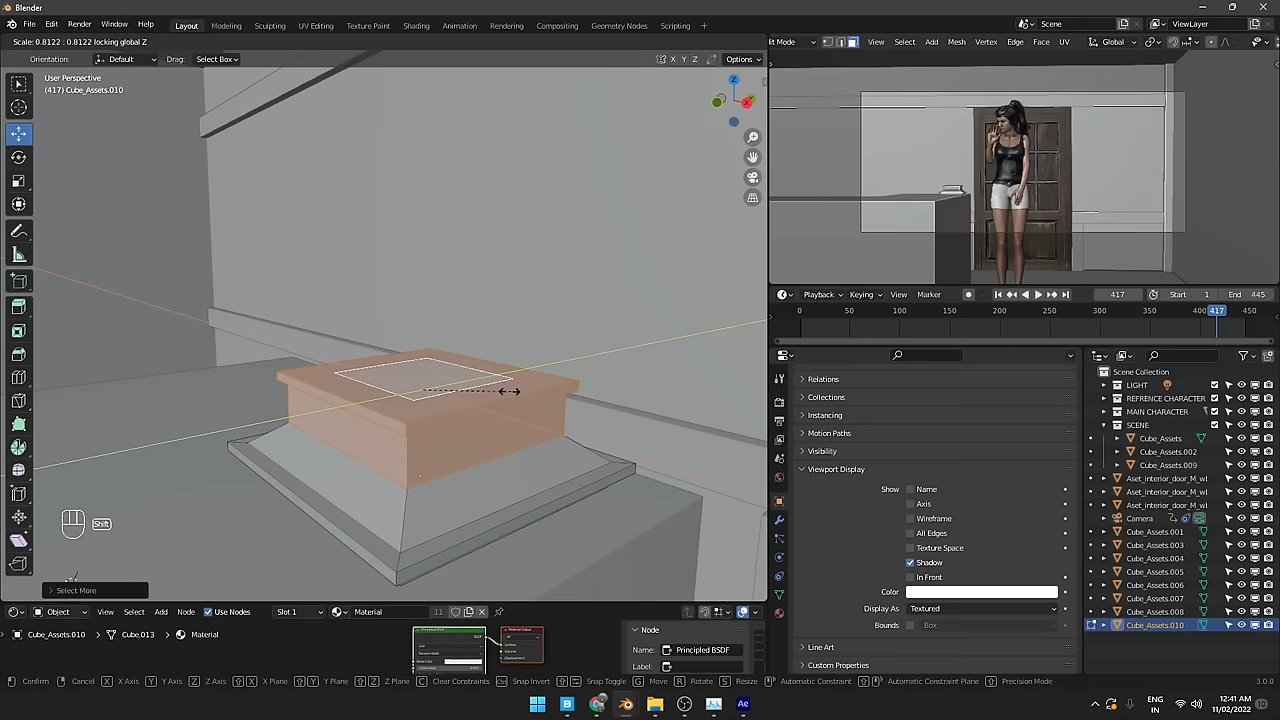 Blender
File Edit Render Window Help Layout Modeling Sculpting UV Editing Texture Paint Shading Animation Rendering Compositing Geometry Nodes Scripting + Scene ViewLayer
Scale: 0.8122 : 0.8122 locking global Z
it Mode View Select Add Mesh Vertex Edge Face UV Global
Orientation: Default Drag: Select Box X Y Z Options
User Perspective
(417) Cube_Assets.010
Z
X
Playback Keying View Marker 417 Start 1 End 445
0 50 100 150 200 250 300 350 400 417 450
Relations
Collections
Instancing
Motion Paths
Visibility
Viewport Display
Show Name
Axis
Wireframe
All Edges
Texture Space
Shadow
In Front
Color
Display As Textured
Bounds Box
Line Art
Custom Properties
Scene Collection
LIGHT
REFRENCE CHARACTER
MAIN CHARACTER
SCENE
Cube_Assets
Cube_Assets.002
Cube_Assets.009
Aset_interior_door_M_wl
Aset_interior_door_M_wl
Aset_interior_door_M_wl
Camera
Cube_Assets.001
Cube_Assets.003
Cube_Assets.004
Cube_Assets.005
Cube_Assets.006
Cube_Assets.007
Cube_Assets.008
Cube_Assets.010
Shift
Select More
Object View Select Add Node Use Nodes Slot 1 Material 11
Cube_Assets.010 Cube.013 Material
Node
Name: Principled BSDF
Label:
Confirm Cancel X X Axis Y Y Axis Z Z Axis X X Plane Y Y Plane Z Z Plane C Clear Constraints Snap Invert Snap Toggle G Move R Rotate S Resize Automatic Constraint Automatic Constraint Plane Precision Mode 3.0.0
ENG
IN
12:41 AM
11/02/2022